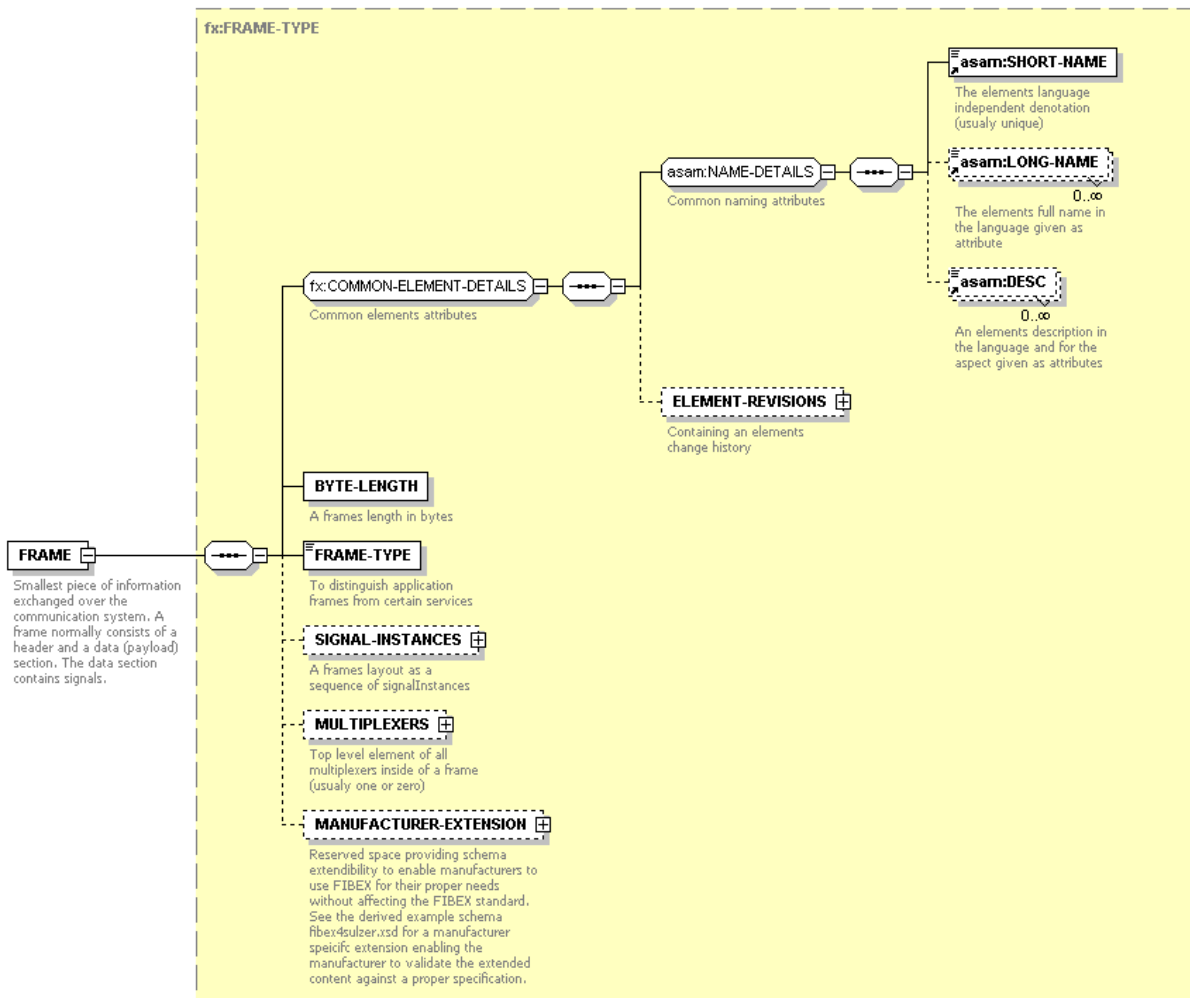 fx:FRAME-TYPE
asam:SHORT-NAME
The elements language
independent denotation
(usualy unique)
asam:LONG-NAME
0..∞
The elements full name in
the language given as
attribute
asam:NAME-DETAILS
Common naming attributes
asam:DESC
0..∞
An elements description in
the language and for the
aspect given as attributes
fx:COMMON-ELEMENT-DETAILS
Common elements attributes
ELEMENT-REVISIONS
Containing an elements
change history
BYTE-LENGTH
A frames length in bytes
FRAME
Smallest piece of information
exchanged over the
communication system. A
frame normally consists of a
header and a data (payload)
section. The data section
contains signals.
FRAME-TYPE
To distinguish application
frames from certain services
SIGNAL-INSTANCES
A frames layout as a
sequence of signalInstances
MULTIPLEXERS
Top level element of all
multiplexers inside of a frame
(usualy one or zero)
MANUFACTURER-EXTENSION
Reserved space providing schema
extendibility to enable manufacturers to
use FIBEX for their proper needs
without affecting the FIBEX standard.
See the derived example schema
fibex4sulzer.xsd for a manufacturer
speicifc extension enabling the
manufacturer to validate the extended
content against a proper specification.